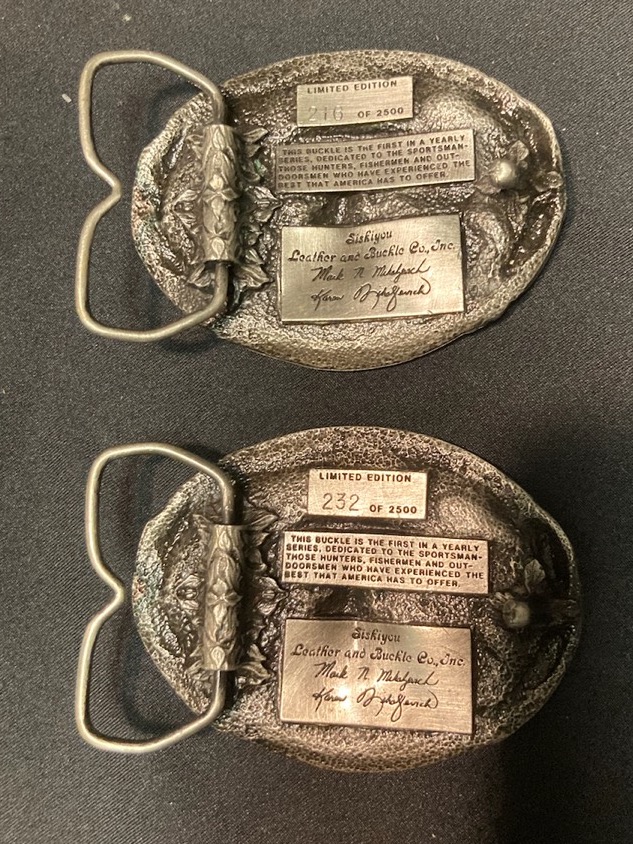 LIMITED EDITION
216 OF 2500
THIS BUCKLE IS THE FIRST IN A YEARLY
SERIES, DEDICATED TO THE SPORTSMAN-
THOSE HUNTERS, FISHERMEN AND OUT-
DOORSMEN WHO HAVE EXPERIENCED THE
BEST THAT AMERICA HAS TO OFFER.
Siskiyou
Leather and Buckle Co., Inc.
Mark N.
Karen
LIMITED EDITION
232 OF 2500
THIS BUCKLE IS THE FIRST IN A YEARLY
SERIES, DEDICATED TO THE SPORTSMAN-
THOSE HUNTERS, FISHERMEN AND OUT-
DOORSMEN WHO HAVE EXPERIENCED THE
BEST THAT AMERICA HAS TO OFFER.
Siskiyou
Leather and Buckle Co., Inc.
Mark N.
Karen